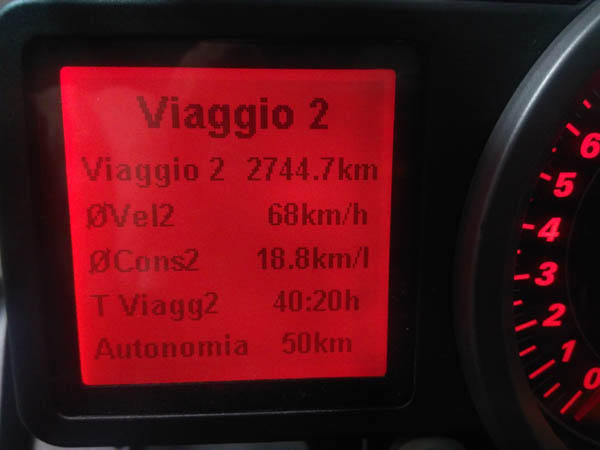 Viaggio 2
Viaggio 2 2744.7km
ØVel2 68km/h
ØCons2 18.8km/l
T Viagg2 40:20h
Autonomia 50km
6
5
4
3
2
1
0